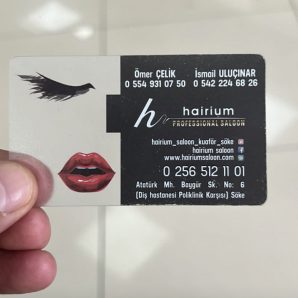 Ömer ÇELİK
0 554 931 07 50
İsmail ULUÇINAR
0 542 224 68 26
h hairium
PROFESSIONAL SALOON
hairium_saloon_kuaför_söke
hairium saloon
www.hairiumsaloon.com
0 256 512 11 01
Atatürk Mh. Baygür Sk. No: 6
(Diş hastanesi Poliklinik Karşısı) Söke